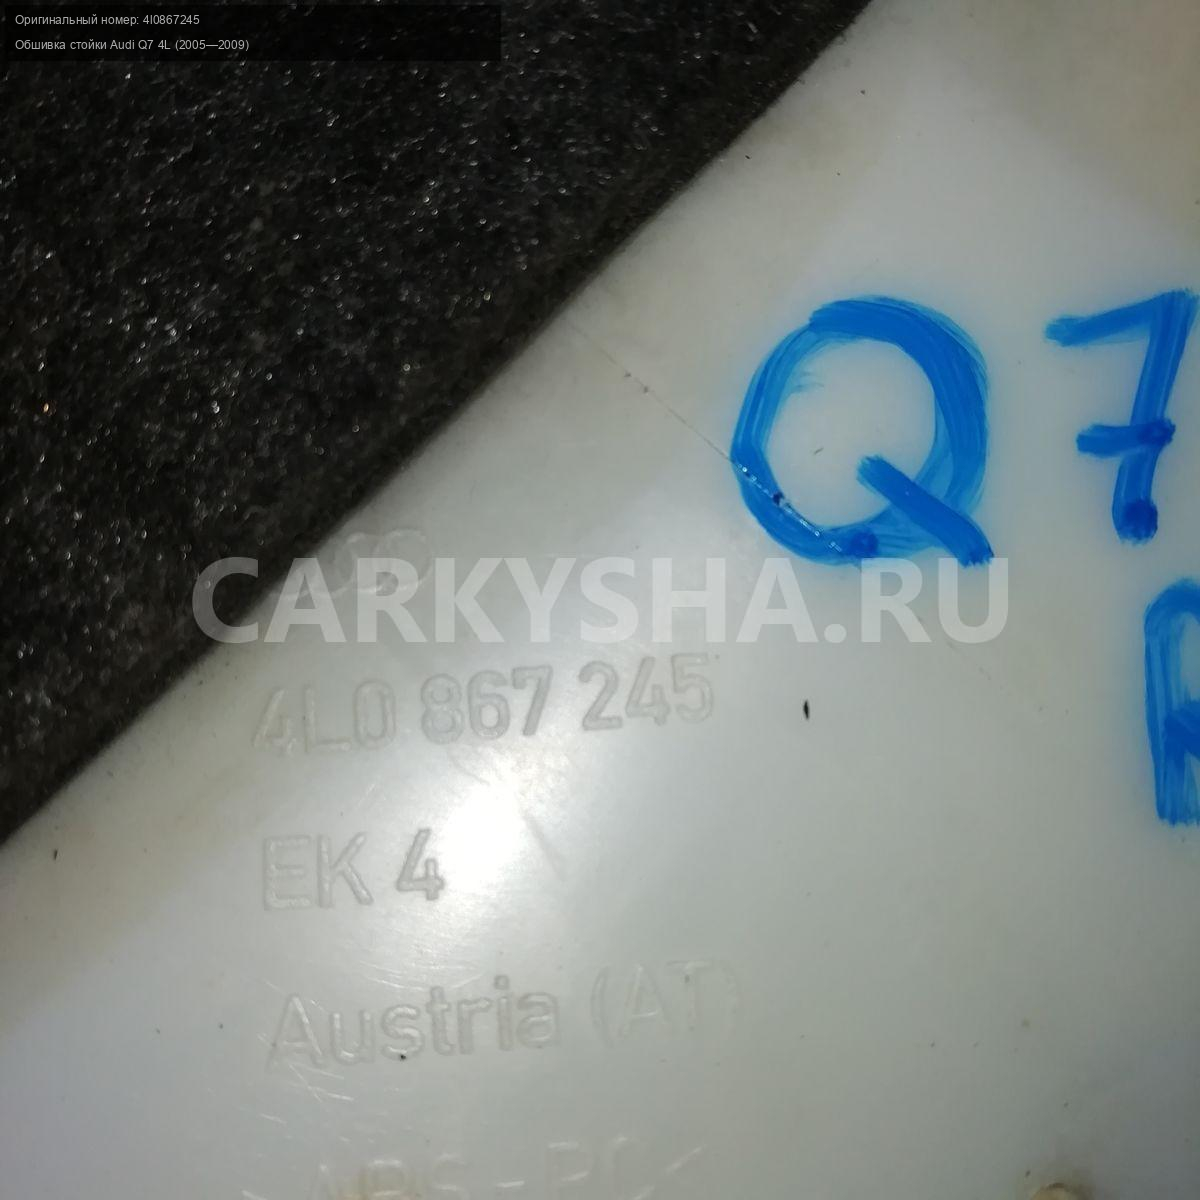 Оригинальный номер: 4l0867245
Обшивка стойки Audi Q7 4L (2005—2009)
Q7
CARKYSHA.RU
4L0 867 245
EK 4
Austria (AT)